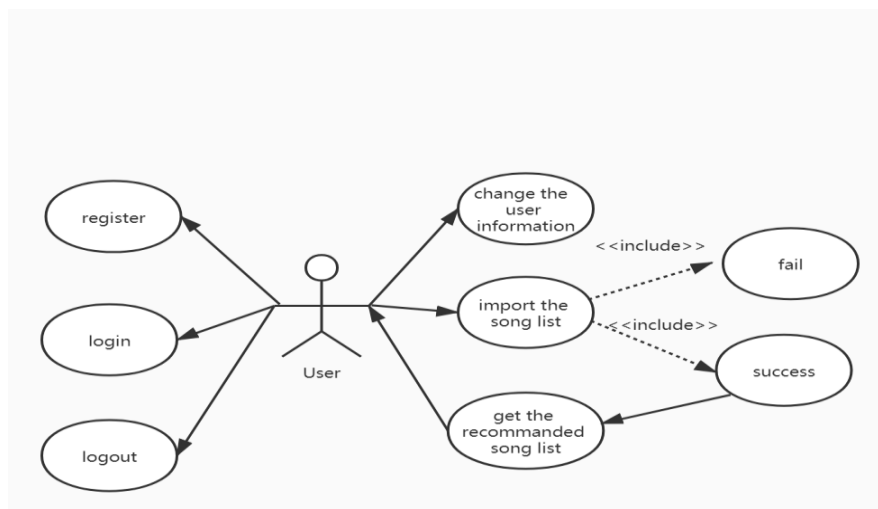 register
login
logout
User
change the
user
information
import the
song list
get the
recommanded
song list
<<include>>
<<include>>
fail
success